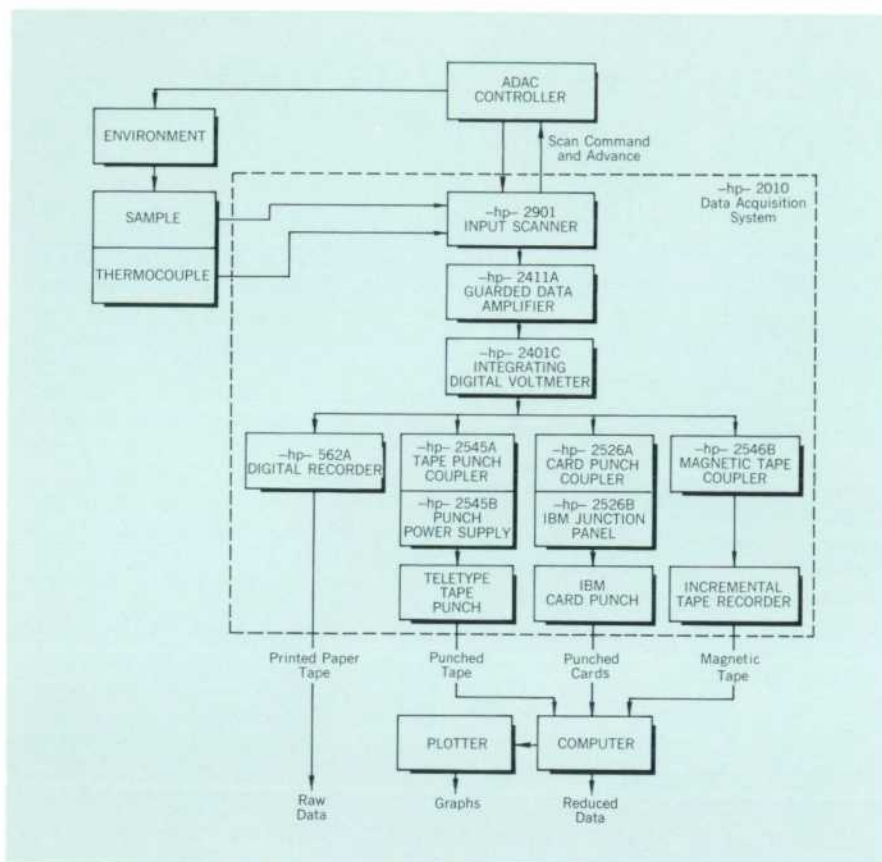 ADAC
CONTROLLER
ENVIRONMENT
Scan Command
and Advance
-hp- 2010
Data Acquisition
System
SAMPLE
THERMOCOUPLE
-hp- 2901
INPUT SCANNER
-hp- 2411A
GUARDED DATA
AMPLIFIER
-hp- 2401C
INTEGRATING
DIGITAL VOLTMETER
-hp- 562A
DIGITAL RECORDER
-hp- 2545A
TAPE PUNCH
COUPLER
-hp- 2545B
PUNCH
POWER SUPPLY
-hp- 2526A
CARD PUNCH
COUPLER
-hp- 2526B
IBM JUNCTION
PANEL
-hp- 2546B
MAGNETIC TAPE
COUPLER
TELETYPE
TAPE
PUNCH
IBM
CARD PUNCH
INCREMENTAL
TAPE RECORDER
Printed Paper
Tape
Punched
Tape
Punched
Cards
Magnetic
Tape
PLOTTER
COMPUTER
Raw
Data
Graphs
Reduced
Data